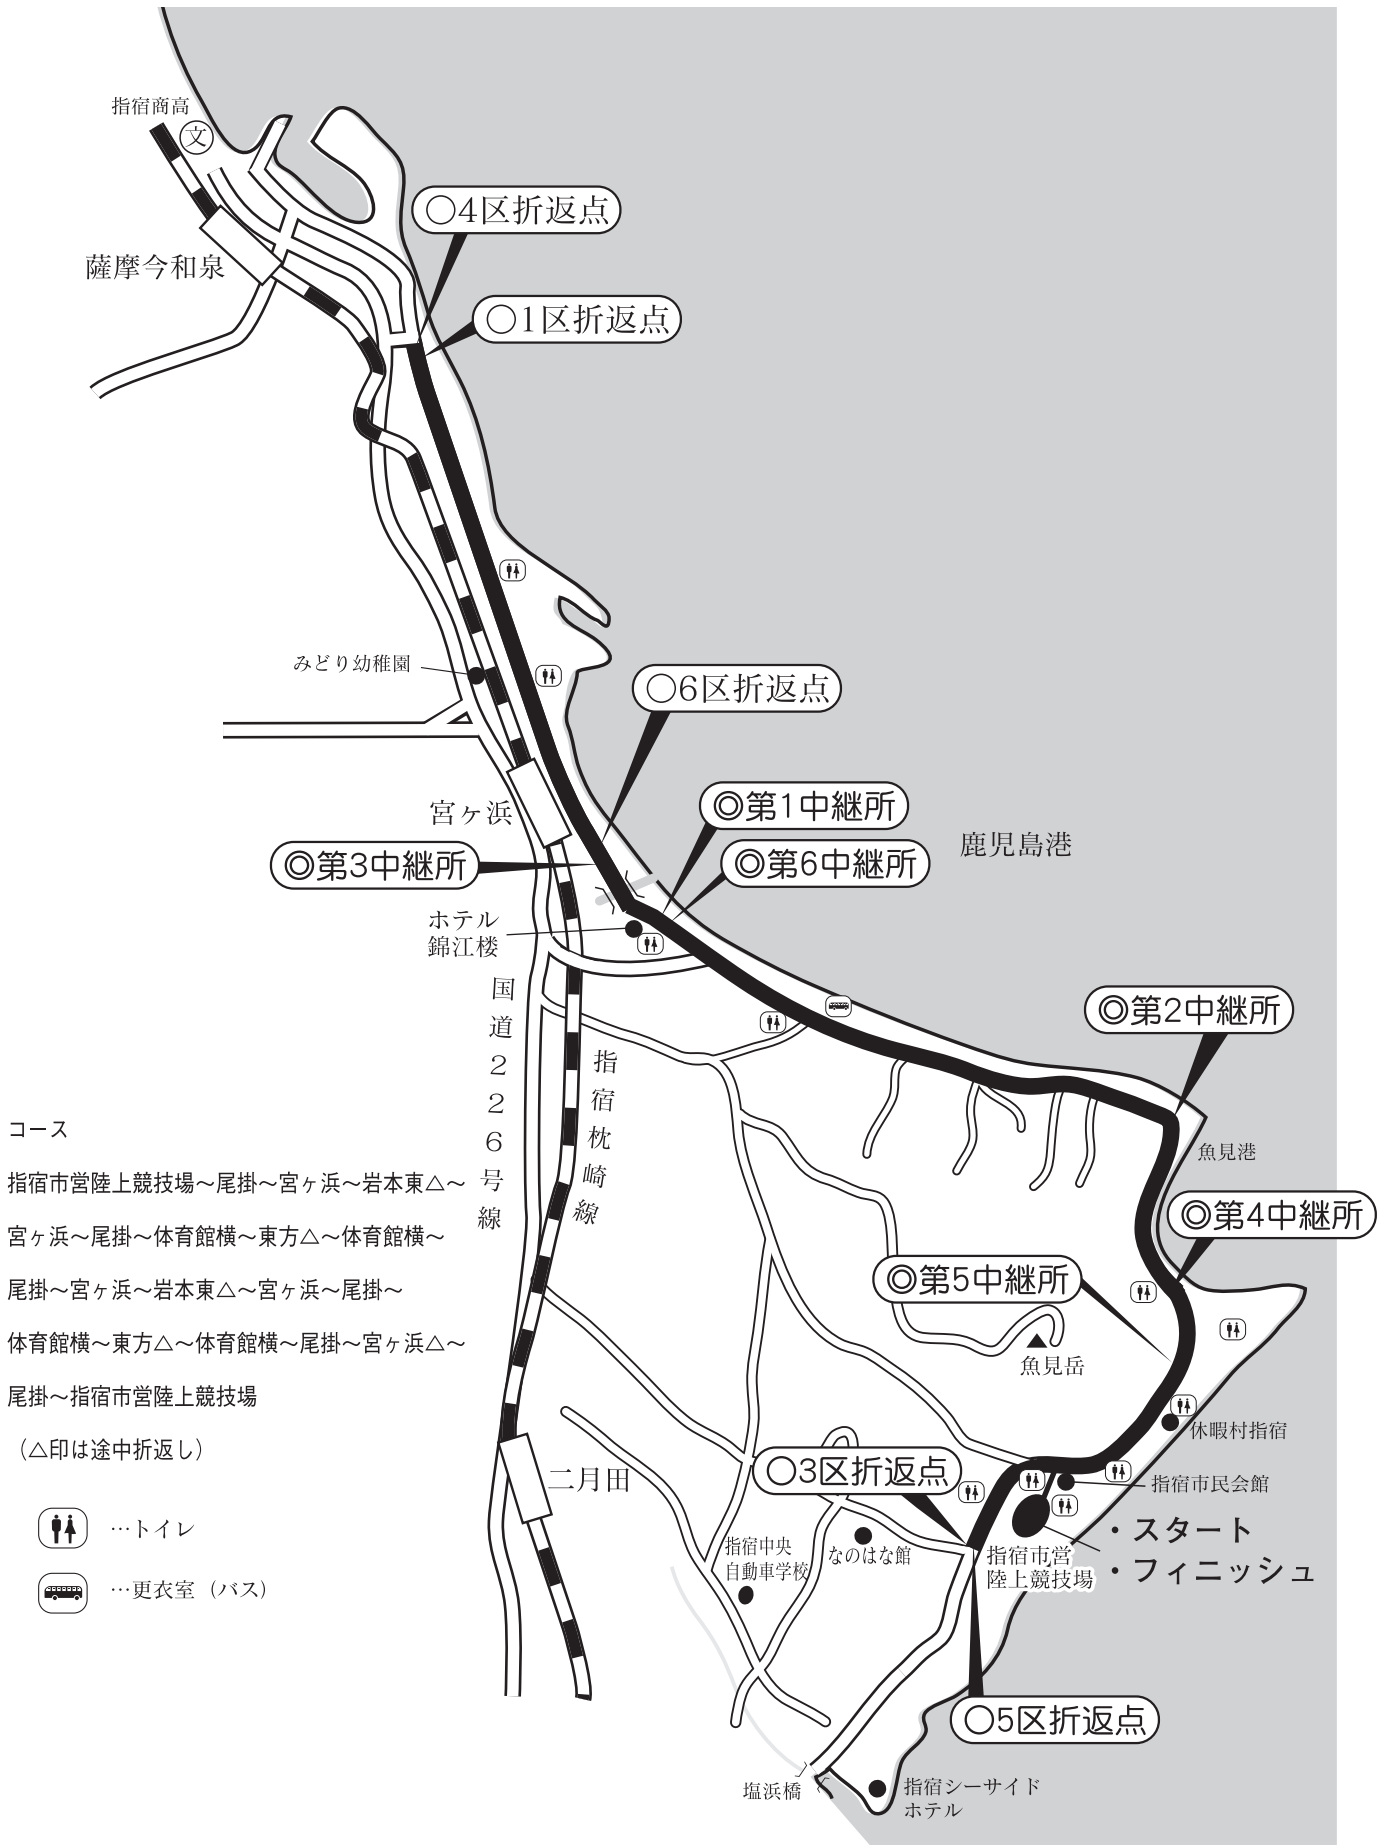 指宿商高
文
○4区折返点
薩摩今和泉
○1区折返点
みどり幼稚園
○6区折返点
宮ヶ浜
◎第1中継所
◎第3中継所
◎第6中継所
鹿児島港
ホテル
錦江楼
国道226号線
指宿枕崎線
◎第2中継所
魚見港
◎第4中継所
◎第5中継所
魚見岳
コース
指宿市営陸上競技場～尾掛～宮ヶ浜～岩本東△～
宮ヶ浜～尾掛～体育館横～東方△～体育館横～
尾掛～宮ヶ浜～岩本東△～宮ヶ浜～尾掛～
体育館横～東方△～体育館横～尾掛～宮ヶ浜△～
尾掛～指宿市営陸上競技場
（△印は途中折返し）
…トイレ
…更衣室（バス）
二月田
○3区折返点
休暇村指宿
指宿市民会館
・スタート
・フィニッシュ
指宿市営
陸上競技場
指宿中央
自動車学校
なのはな館
○5区折返点
塩浜橋
指宿シーサイド
ホテル